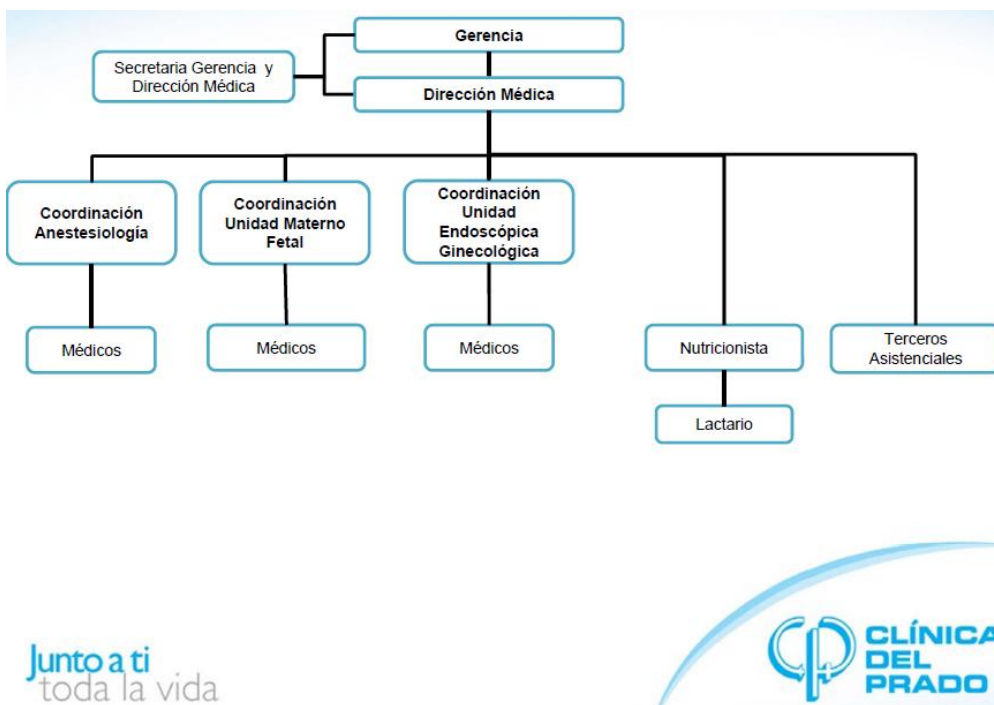 Gerencia
Secretaria Gerencia y
Dirección Médica
Dirección Médica
Coordinación
Anestesiología
Coordinación
Unidad Materno
Fetal
Coordinación
Unidad
Endoscópica
Ginecológica
Médicos
Médicos
Médicos
Nutricionista
Terceros
Asistenciales
Lactario
Junto a ti
toda la vida
CLÍNICA
DEL
PRADO